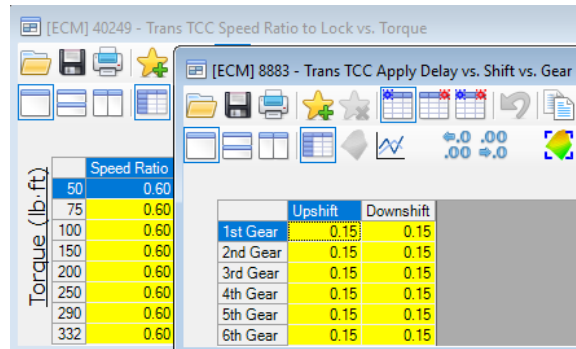 [ECM] 40249 - Trans TCC Speed Ratio to Lock vs. Torque
[ECM] 8883 - Trans TCC Apply Delay vs. Shift vs. Gear
←.0 .00
.00 →.0
Torque (lb·ft)
Speed Ratio
50 0.60
75 0.60
100 0.60
150 0.60
200 0.60
250 0.60
290 0.60
332 0.60
Upshift Downshift
1st Gear 0.15 0.15
2nd Gear 0.15 0.15
3rd Gear 0.15 0.15
4th Gear 0.15 0.15
5th Gear 0.15 0.15
6th Gear 0.15 0.15